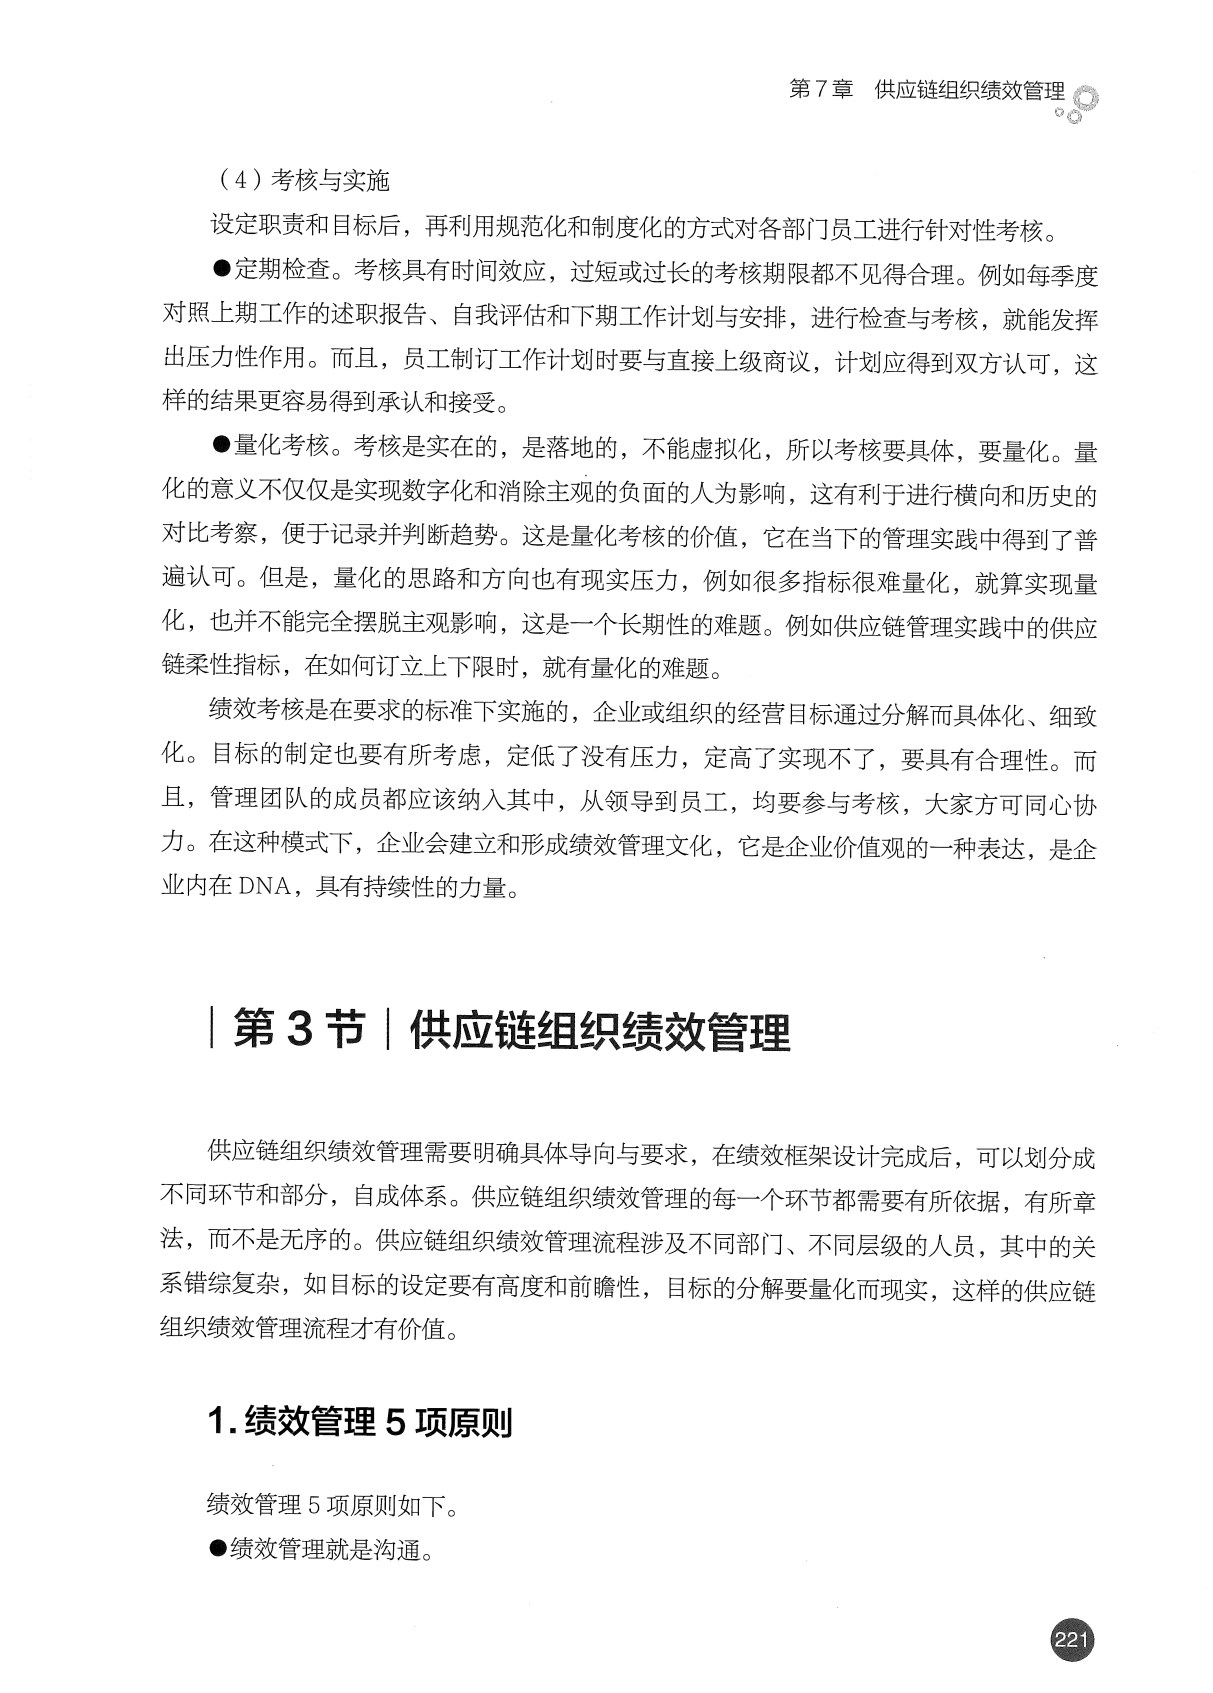 第7章 供应链组织绩效管理
（4）考核与实施
设定职责和目标后，再利用规范化和制度化的方式对各部门员工进行针对性考核。
●定期检查。考核具有时间效应，过短或过长的考核期限都不见得合理。例如每季度
对照上期工作的述职报告、自我评估和下期工作计划与安排，进行检查与考核，就能发挥
出压力性作用。而且，员工制订工作计划时要与直接上级商议，计划应得到双方认可，这
样的结果更容易得到承认和接受。
●量化考核。考核是实在的，是落地的，不能虚拟化，所以考核要具体，要量化。量
化的意义不仅仅是实现数字化和消除主观的负面的人为影响，这有利于进行横向和历史的
对比考察，便于记录并判断趋势。这是量化考核的价值，它在当下的管理实践中得到了普
遍认可。但是，量化的思路和方向也有现实压力，例如很多指标很难量化，就算实现量
化，也并不能完全摆脱主观影响，这是一个长期性的难题。例如供应链管理实践中的供应
链柔性指标，在如何订立上下限时，就有量化的难题。
绩效考核是在要求的标准下实施的，企业或组织的经营目标通过分解而具体化、细致
化。目标的制定也要有所考虑，定低了没有压力，定高了实现不了，要具有合理性。而
且，管理团队的成员都应该纳入其中，从领导到员工，均要参与考核，大家方可同心协
力。在这种模式下，企业会建立和形成绩效管理文化，它是企业价值观的一种表达，是企
业内在 DNA，具有持续性的力量。
｜第3节｜供应链组织绩效管理
供应链组织绩效管理需要明确具体导向与要求，在绩效框架设计完成后，可以划分成
不同环节和部分，自成体系。供应链组织绩效管理的每一个环节都需要有所依据，有所章
法，而不是无序的。供应链组织绩效管理流程涉及不同部门、不同层级的人员，其中的关
系错综复杂，如目标的设定要有高度和前瞻性，目标的分解要量化而现实，这样的供应链
组织绩效管理流程才有价值。
1.绩效管理5项原则
绩效管理5项原则如下。
●绩效管理就是沟通。
221